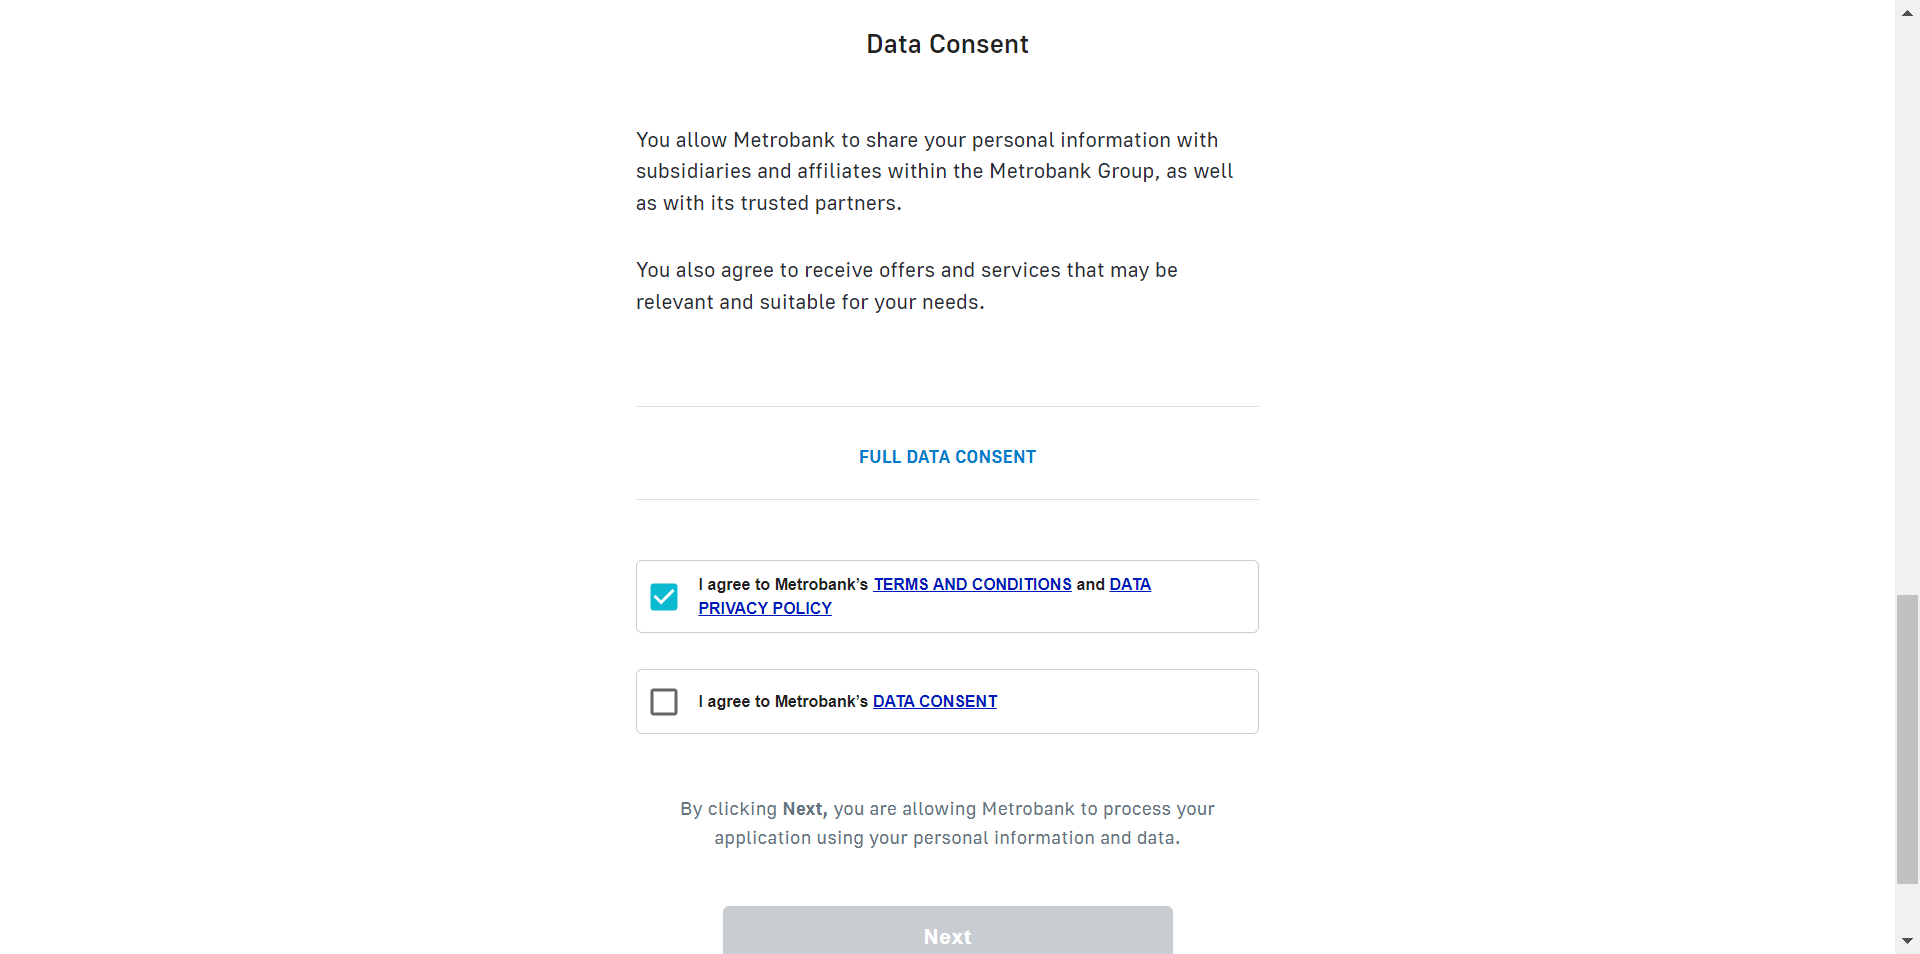 Data Consent
You allow Metrobank to share your personal information with
subsidiaries and affiliates within the Metrobank Group, as well
as with its trusted partners.
You also agree to receive offers and services that may be
relevant and suitable for your needs.
FULL DATA CONSENT
I agree to Metrobank’s TERMS AND CONDITIONS and DATA
PRIVACY POLICY
I agree to Metrobank’s DATA CONSENT
By clicking Next, you are allowing Metrobank to process your
application using your personal information and data.
Next